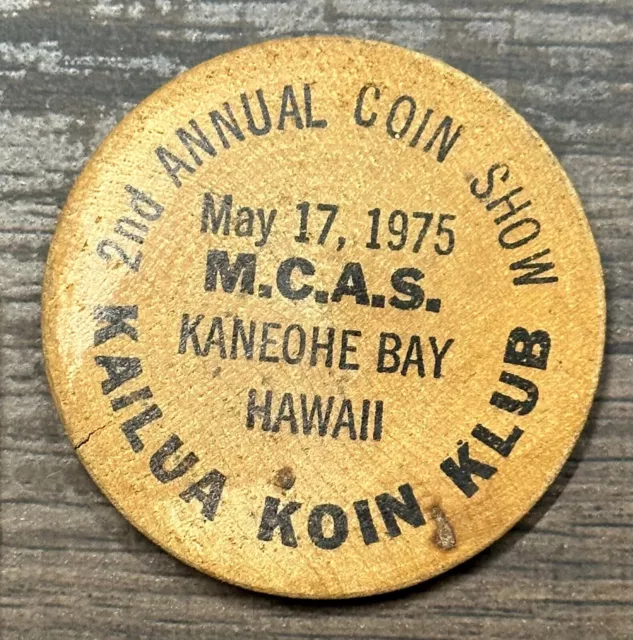 2nd ANNUAL COIN SHOW
May 17, 1975
M.C.A.S.
KANEOHE BAY
HAWAII
KAILUA KOIN KLUB